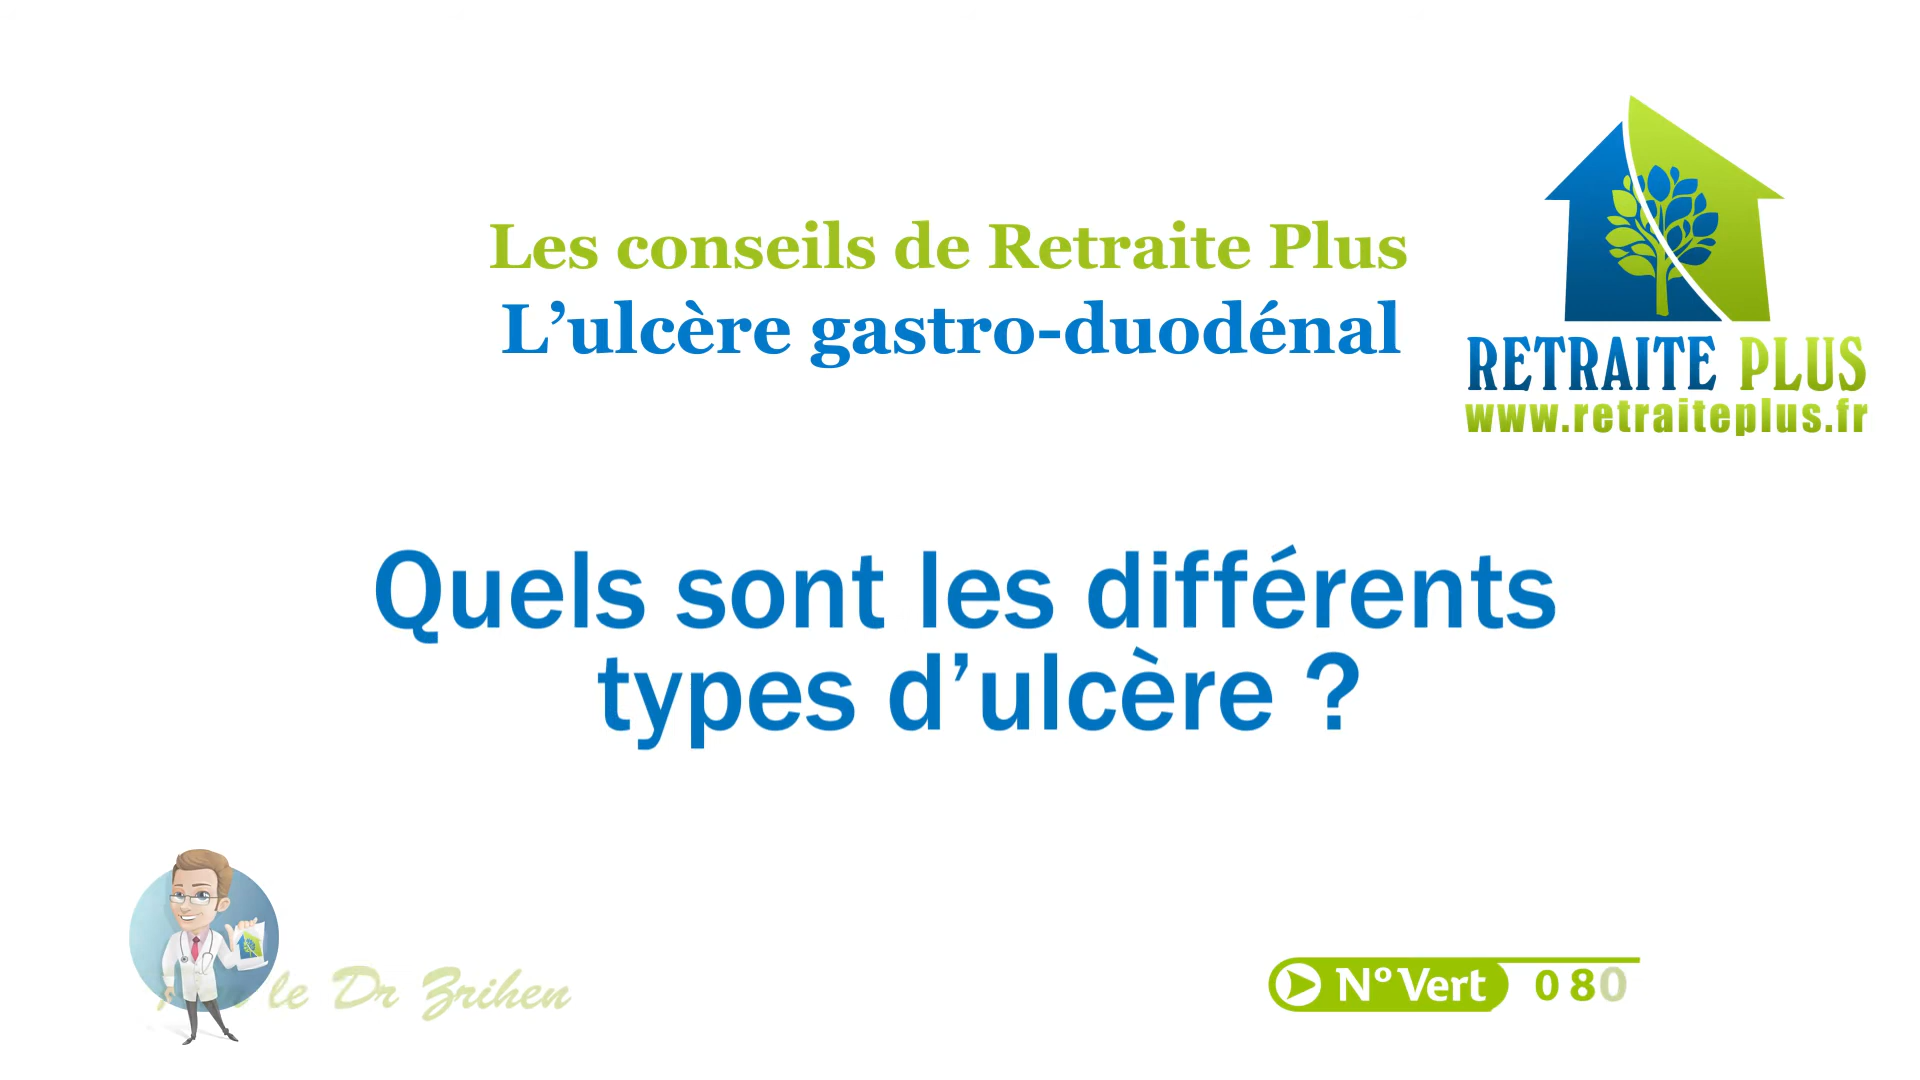 Les conseils de Retraite Plus
L’ulcère gastro-duodénal
RETRAITE PLUS
www.retraiteplus.fr
Quels sont les différents
types d’ulcère ?
le Dr Zrihen
N° Vert 0 80